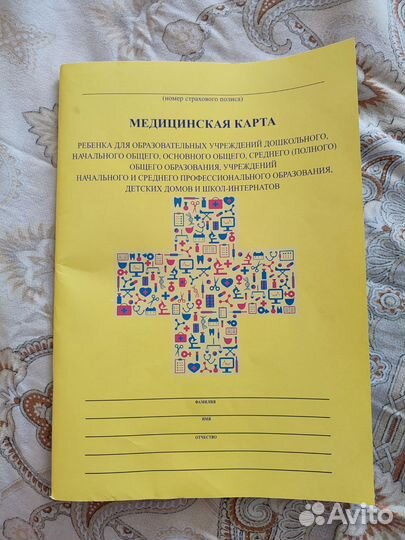 (номер страхового полиса)
МЕДИЦИНСКАЯ КАРТА
РЕБЕНКА ДЛЯ ОБРАЗОВАТЕЛЬНЫХ УЧРЕЖДЕНИЙ ДОШКОЛЬНОГО,
НАЧАЛЬНОГО ОБЩЕГО, ОСНОВНОГО ОБЩЕГО, СРЕДНЕГО (ПОЛНОГО)
ОБЩЕГО ОБРАЗОВАНИЯ, УЧРЕЖДЕНИЙ
НАЧАЛЬНОГО И СРЕДНЕГО ПРОФЕССИОНАЛЬНОГО ОБРАЗОВАНИЯ,
ДЕТСКИХ ДОМОВ И ШКОЛ-ИНТЕРНАТОВ
ФАМИЛИЯ
ИМЯ
ОТЧЕСТВО
Avito